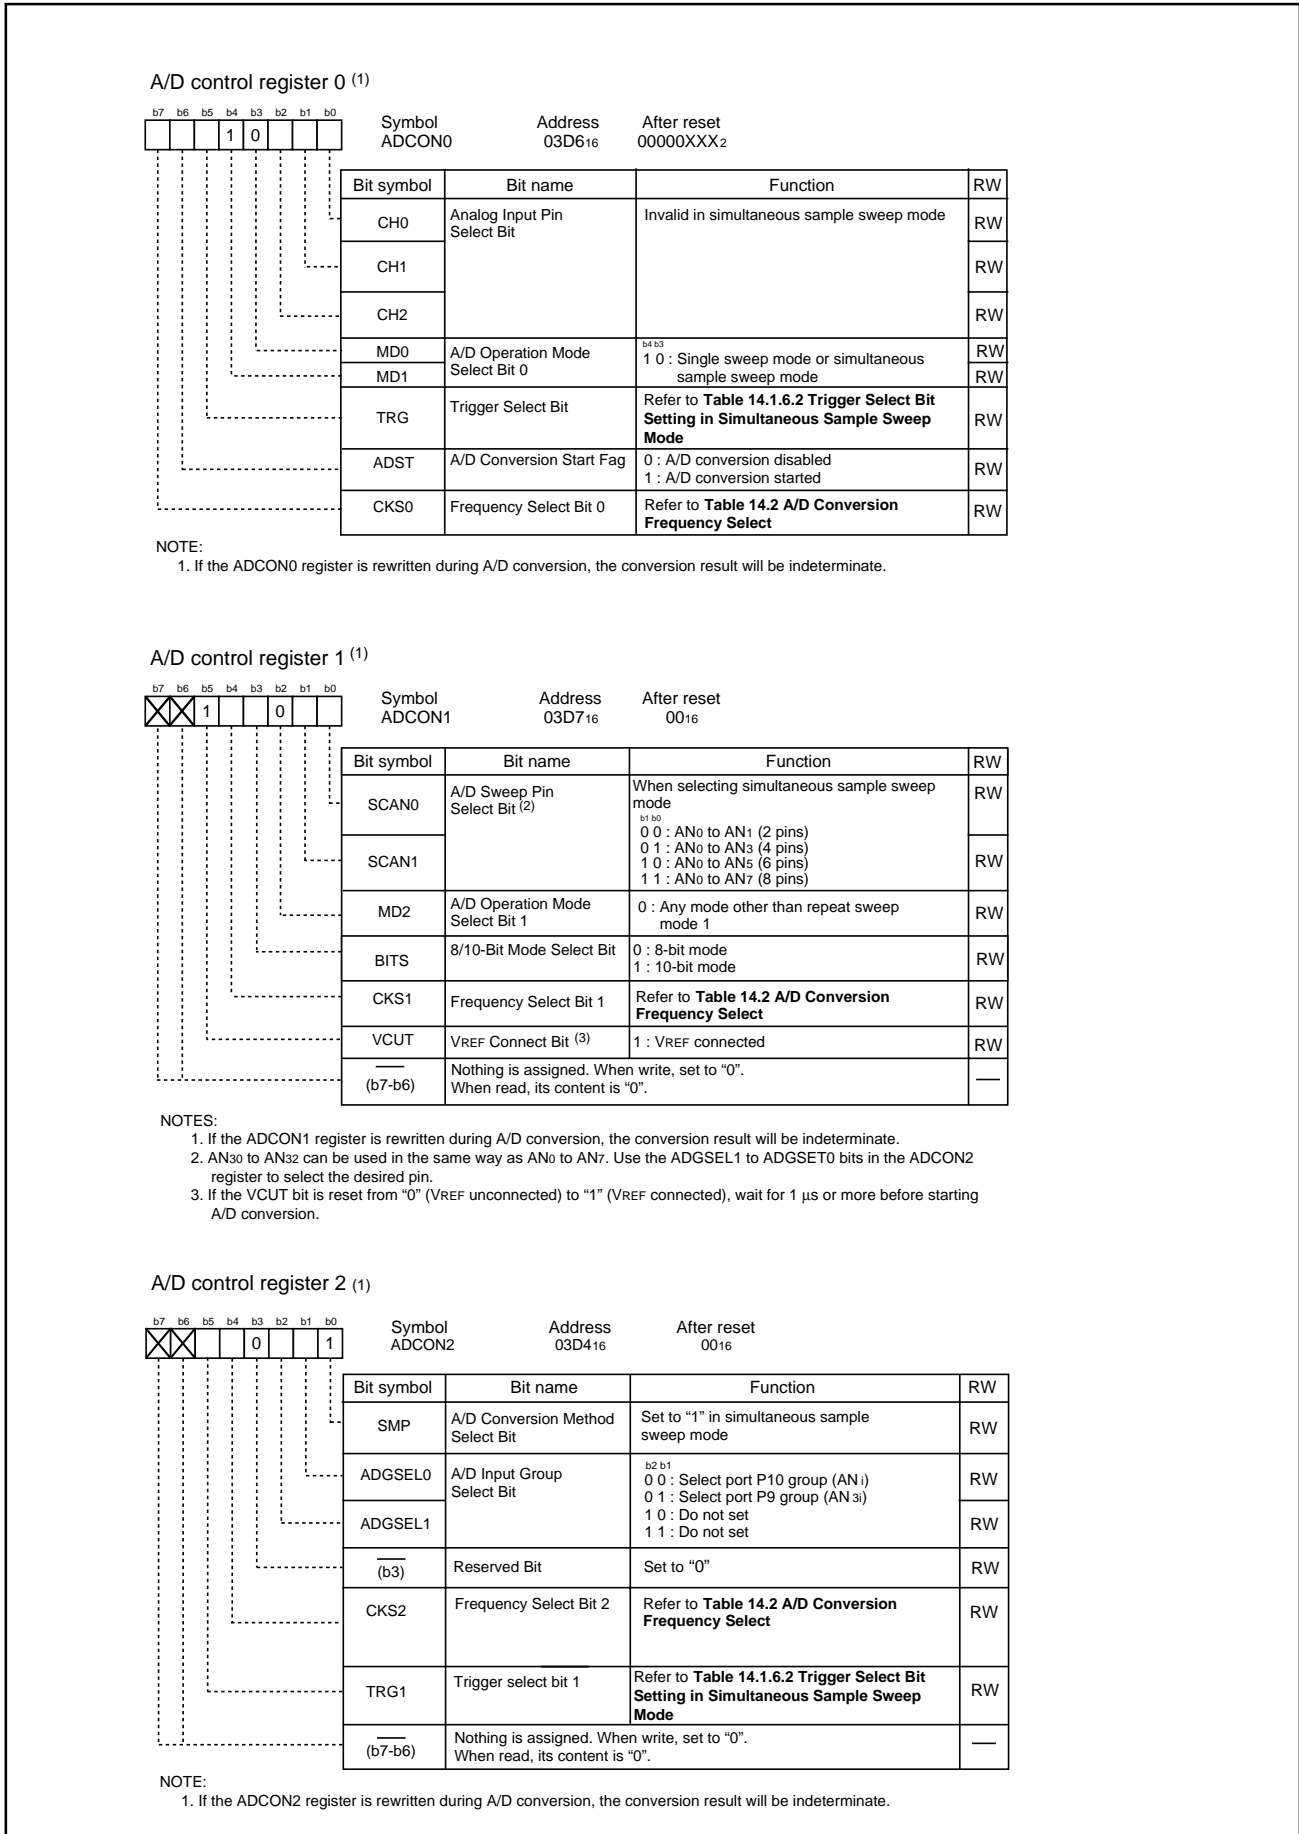 A/D control register 0 (1)
b7 b6 b5 b4 b3 b2 b1 b0
1 0
Symbol Address After reset
ADCON0 03D616 00000XXX2
Bit symbol Bit name Function RW
CH0 Analog Input Pin Select Bit Invalid in simultaneous sample sweep mode RW
CH1 RW
CH2 RW
MD0 A/D Operation Mode Select Bit 0 b4 b3 RW
1 0 : Single sweep mode or simultaneous
sample sweep mode
MD1 RW
TRG Trigger Select Bit Refer to Table 14.1.6.2 Trigger Select Bit
Setting in Simultaneous Sample Sweep
Mode RW
ADST A/D Conversion Start Fag 0 : A/D conversion disabled
1 : A/D conversion started RW
CKS0 Frequency Select Bit 0 Refer to Table 14.2 A/D Conversion
Frequency Select RW
NOTE:
1. If the ADCON0 register is rewritten during A/D conversion, the conversion result will be indeterminate.
A/D control register 1 (1)
b7 b6 b5 b4 b3 b2 b1 b0
1 0
Symbol Address After reset
ADCON1 03D716 0016
Bit symbol Bit name Function RW
SCAN0 A/D Sweep Pin
Select Bit (2) When selecting simultaneous sample sweep
mode RW
b1 b0
0 0 : AN0 to AN1 (2 pins)
0 1 : AN0 to AN3 (4 pins)
1 0 : AN0 to AN5 (6 pins)
1 1 : AN0 to AN7 (8 pins)
SCAN1 RW
MD2 A/D Operation Mode
Select Bit 1 0 : Any mode other than repeat sweep
mode 1 RW
BITS 8/10-Bit Mode Select Bit 0 : 8-bit mode
1 : 10-bit mode RW
CKS1 Frequency Select Bit 1 Refer to Table 14.2 A/D Conversion
Frequency Select RW
VCUT VREF Connect Bit (3) 1 : VREF connected RW
(b7-b6) Nothing is assigned. When write, set to “0”.
When read, its content is “0”. —
NOTES:
1. If the ADCON1 register is rewritten during A/D conversion, the conversion result will be indeterminate.
2. AN30 to AN32 can be used in the same way as AN0 to AN7. Use the ADGSEL1 to ADGSET0 bits in the ADCON2
register to select the desired pin.
3. If the VCUT bit is reset from “0” (VREF unconnected) to “1” (VREF connected), wait for 1 µs or more before starting
A/D conversion.
A/D control register 2 (1)
b7 b6 b5 b4 b3 b2 b1 b0
0 1
Symbol Address After reset
ADCON2 03D416 0016
Bit symbol Bit name Function RW
SMP A/D Conversion Method
Select Bit Set to “1” in simultaneous sample
sweep mode RW
ADGSEL0 A/D Input Group
Select Bit b2 b1 RW
0 0 : Select port P10 group (ANi)
0 1 : Select port P9 group (AN3i)
1 0 : Do not set
1 1 : Do not set
ADGSEL1 RW
(b3) Reserved Bit Set to “0” RW
CKS2 Frequency Select Bit 2 Refer to Table 14.2 A/D Conversion
Frequency Select RW
TRG1 Trigger select bit 1 Refer to Table 14.1.6.2 Trigger Select Bit
Setting in Simultaneous Sample Sweep
Mode RW
(b7-b6) Nothing is assigned. When write, set to “0”.
When read, its content is “0”. —
NOTE:
1. If the ADCON2 register is rewritten during A/D conversion, the conversion result will be indeterminate.